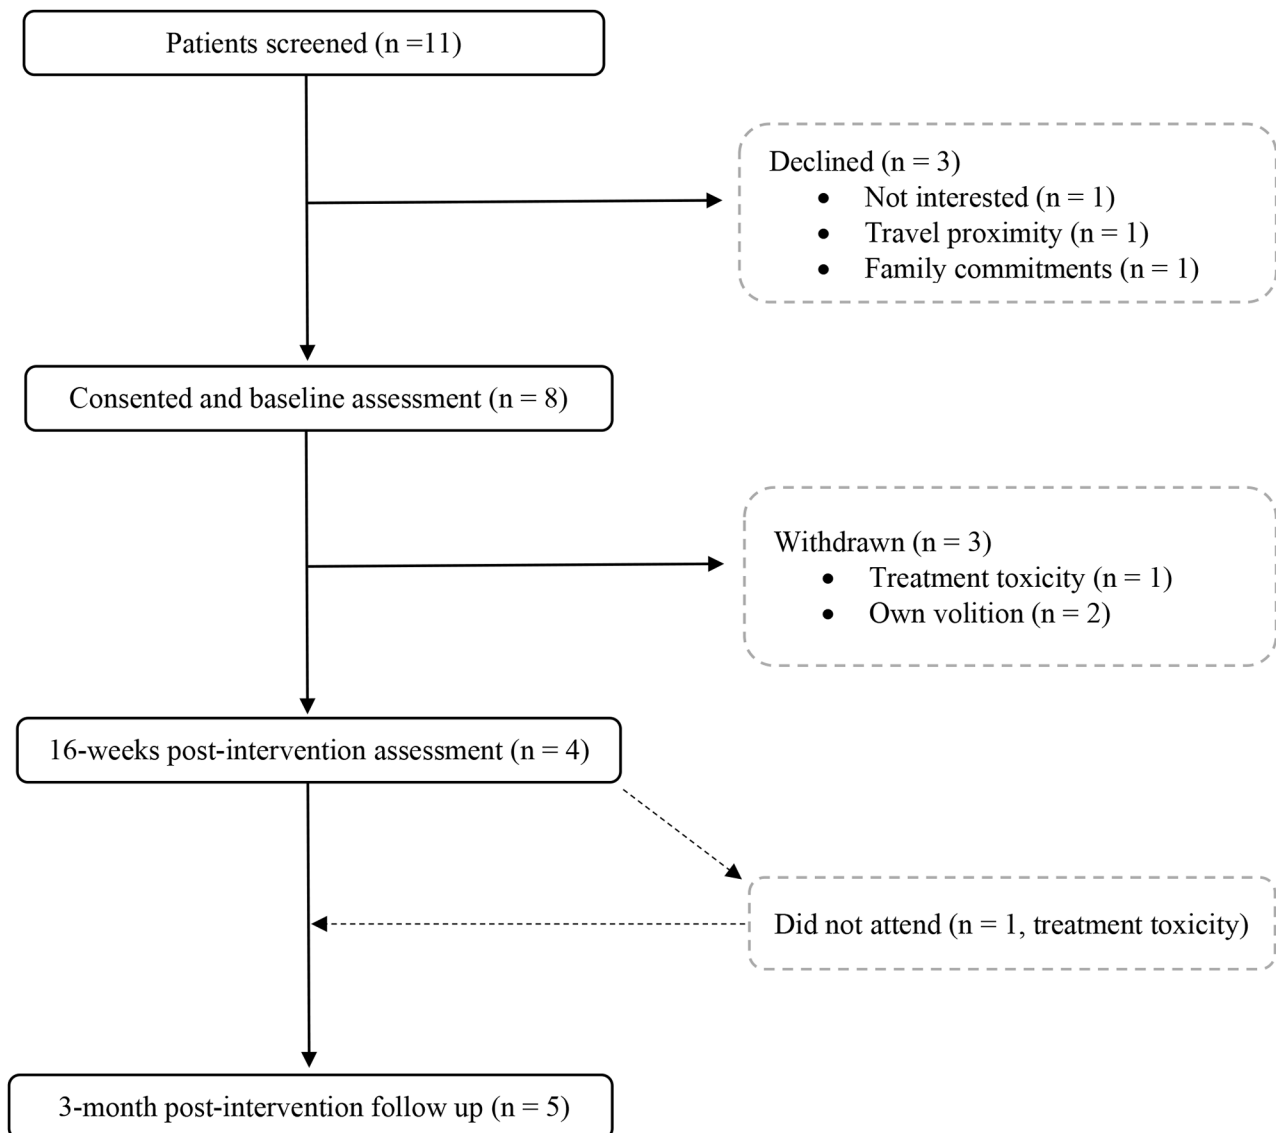 Patients screened (n =11)
Declined (n = 3)
• Not interested (n = 1)
• Travel proximity (n = 1)
• Family commitments (n = 1)
Consented and baseline assessment (n = 8)
Withdrawn (n = 3)
• Treatment toxicity (n = 1)
• Own volition (n = 2)
16-weeks post-intervention assessment (n = 4)
Did not attend (n = 1, treatment toxicity)
3-month post-intervention follow up (n = 5)